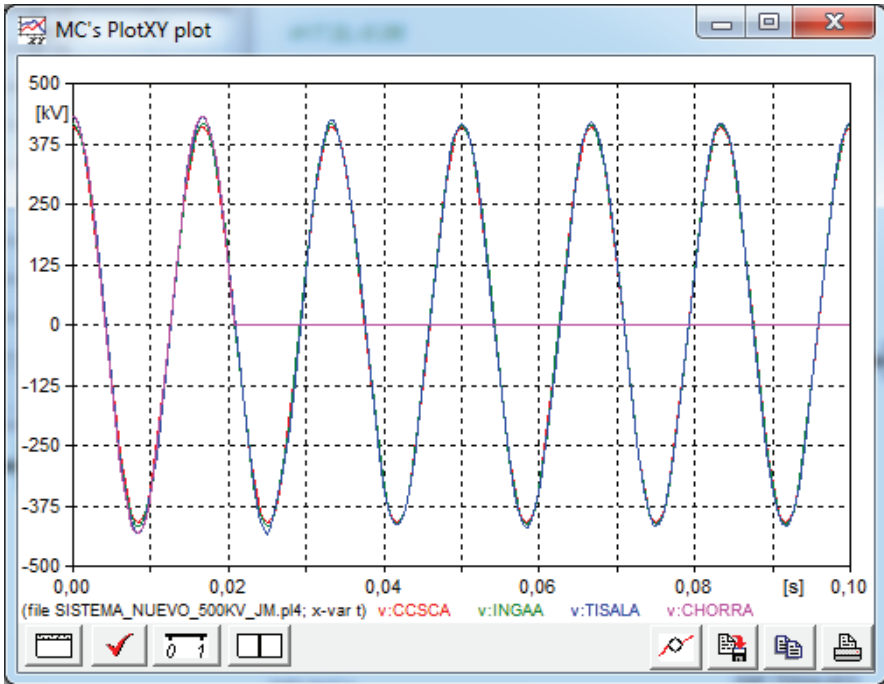 MC's PlotXY plot
500
[kV]
375
250
125
0
-125
-250
-375
-500
0,00 0,02 0,04 0,06 0,08 [s] 0,10
(file SISTEMA_NUEVO_500KV_JM.pl4; x-var t) v:CCSCA v:INGAA v:TISALA v:CHORRA
0 1